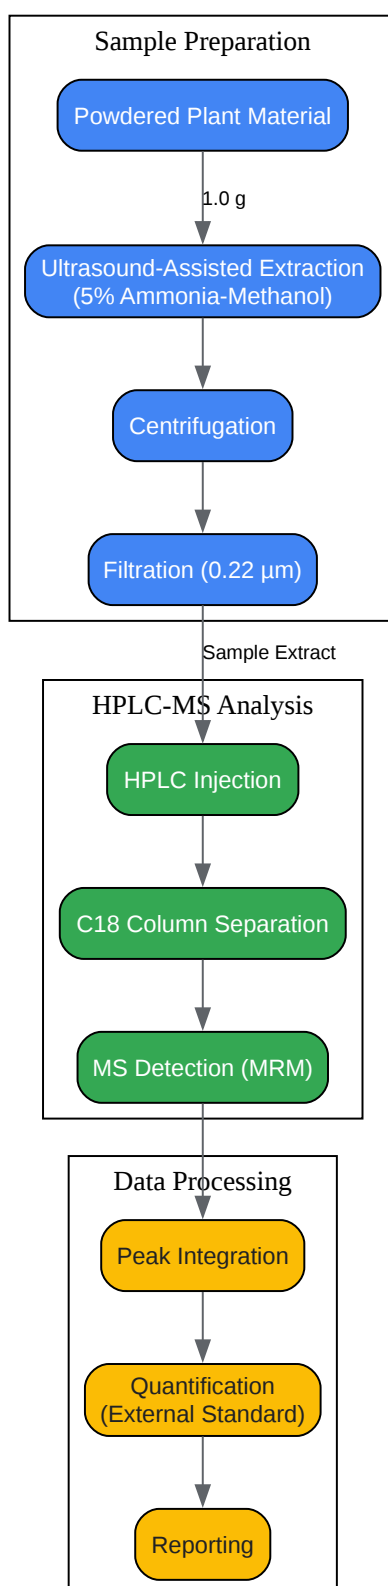 Sample Preparation
Powdered Plant Material
1.0 g
Ultrasound-Assisted Extraction
(5% Ammonia-Methanol)
Centrifugation
Filtration (0.22 µm)
Sample Extract
HPLC-MS Analysis
HPLC Injection
C18 Column Separation
MS Detection (MRM)
Data Processing
Peak Integration
Quantification
(External Standard)
Reporting